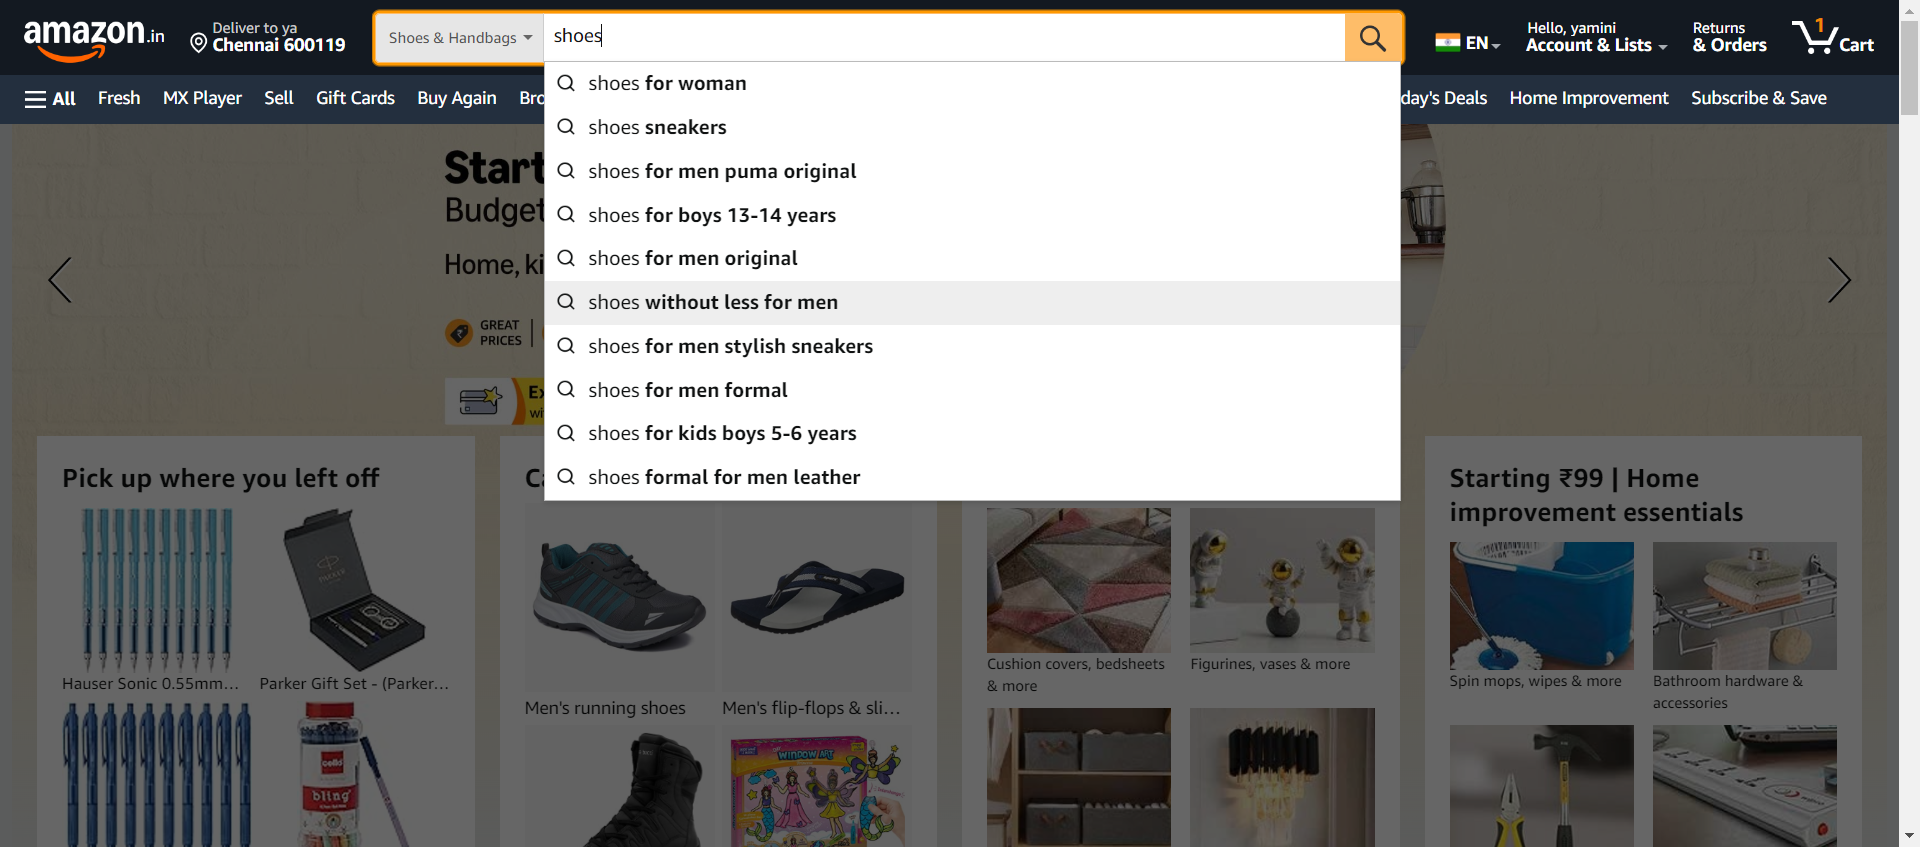 amazon.in
Deliver to ya
Chennai 600119
Shoes & Handbags
shoes
EN
Hello, yamini
Account & Lists
Returns
& Orders
1
Cart
All
Fresh
MX Player
Sell
Gift Cards
Buy Again
Bro
day's Deals
Home Improvement
Subscribe & Save
shoes for woman
shoes sneakers
shoes for men puma original
shoes for boys 13-14 years
shoes for men original
shoes without less for men
shoes for men stylish sneakers
shoes for men formal
shoes for kids boys 5-6 years
shoes formal for men leather
Start
Budget
Home, ki
GREAT
PRICES
Ex
wi
Pick up where you left off
PARKER
Hauser Sonic 0.55mm...
Parker Gift Set - (Parker...
cello
bling
Ca
Men's running shoes
Men's flip-flops & sli...
WINDOW ART
Cushion covers, bedsheets
& more
Figurines, vases & more
Starting ₹99 | Home
improvement essentials
Spin mops, wipes & more
Bathroom hardware &
accessories